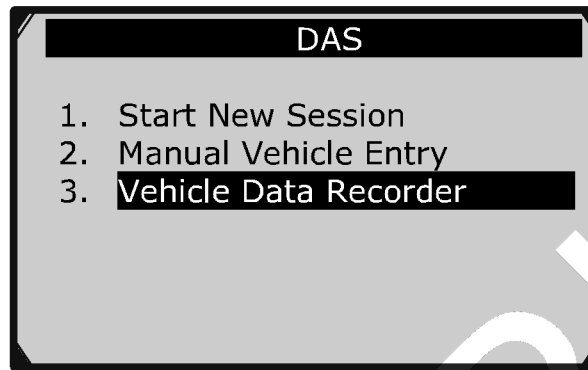 DAS
1. Start New Session
2. Manual Vehicle Entry
3. Vehicle Data Recorder